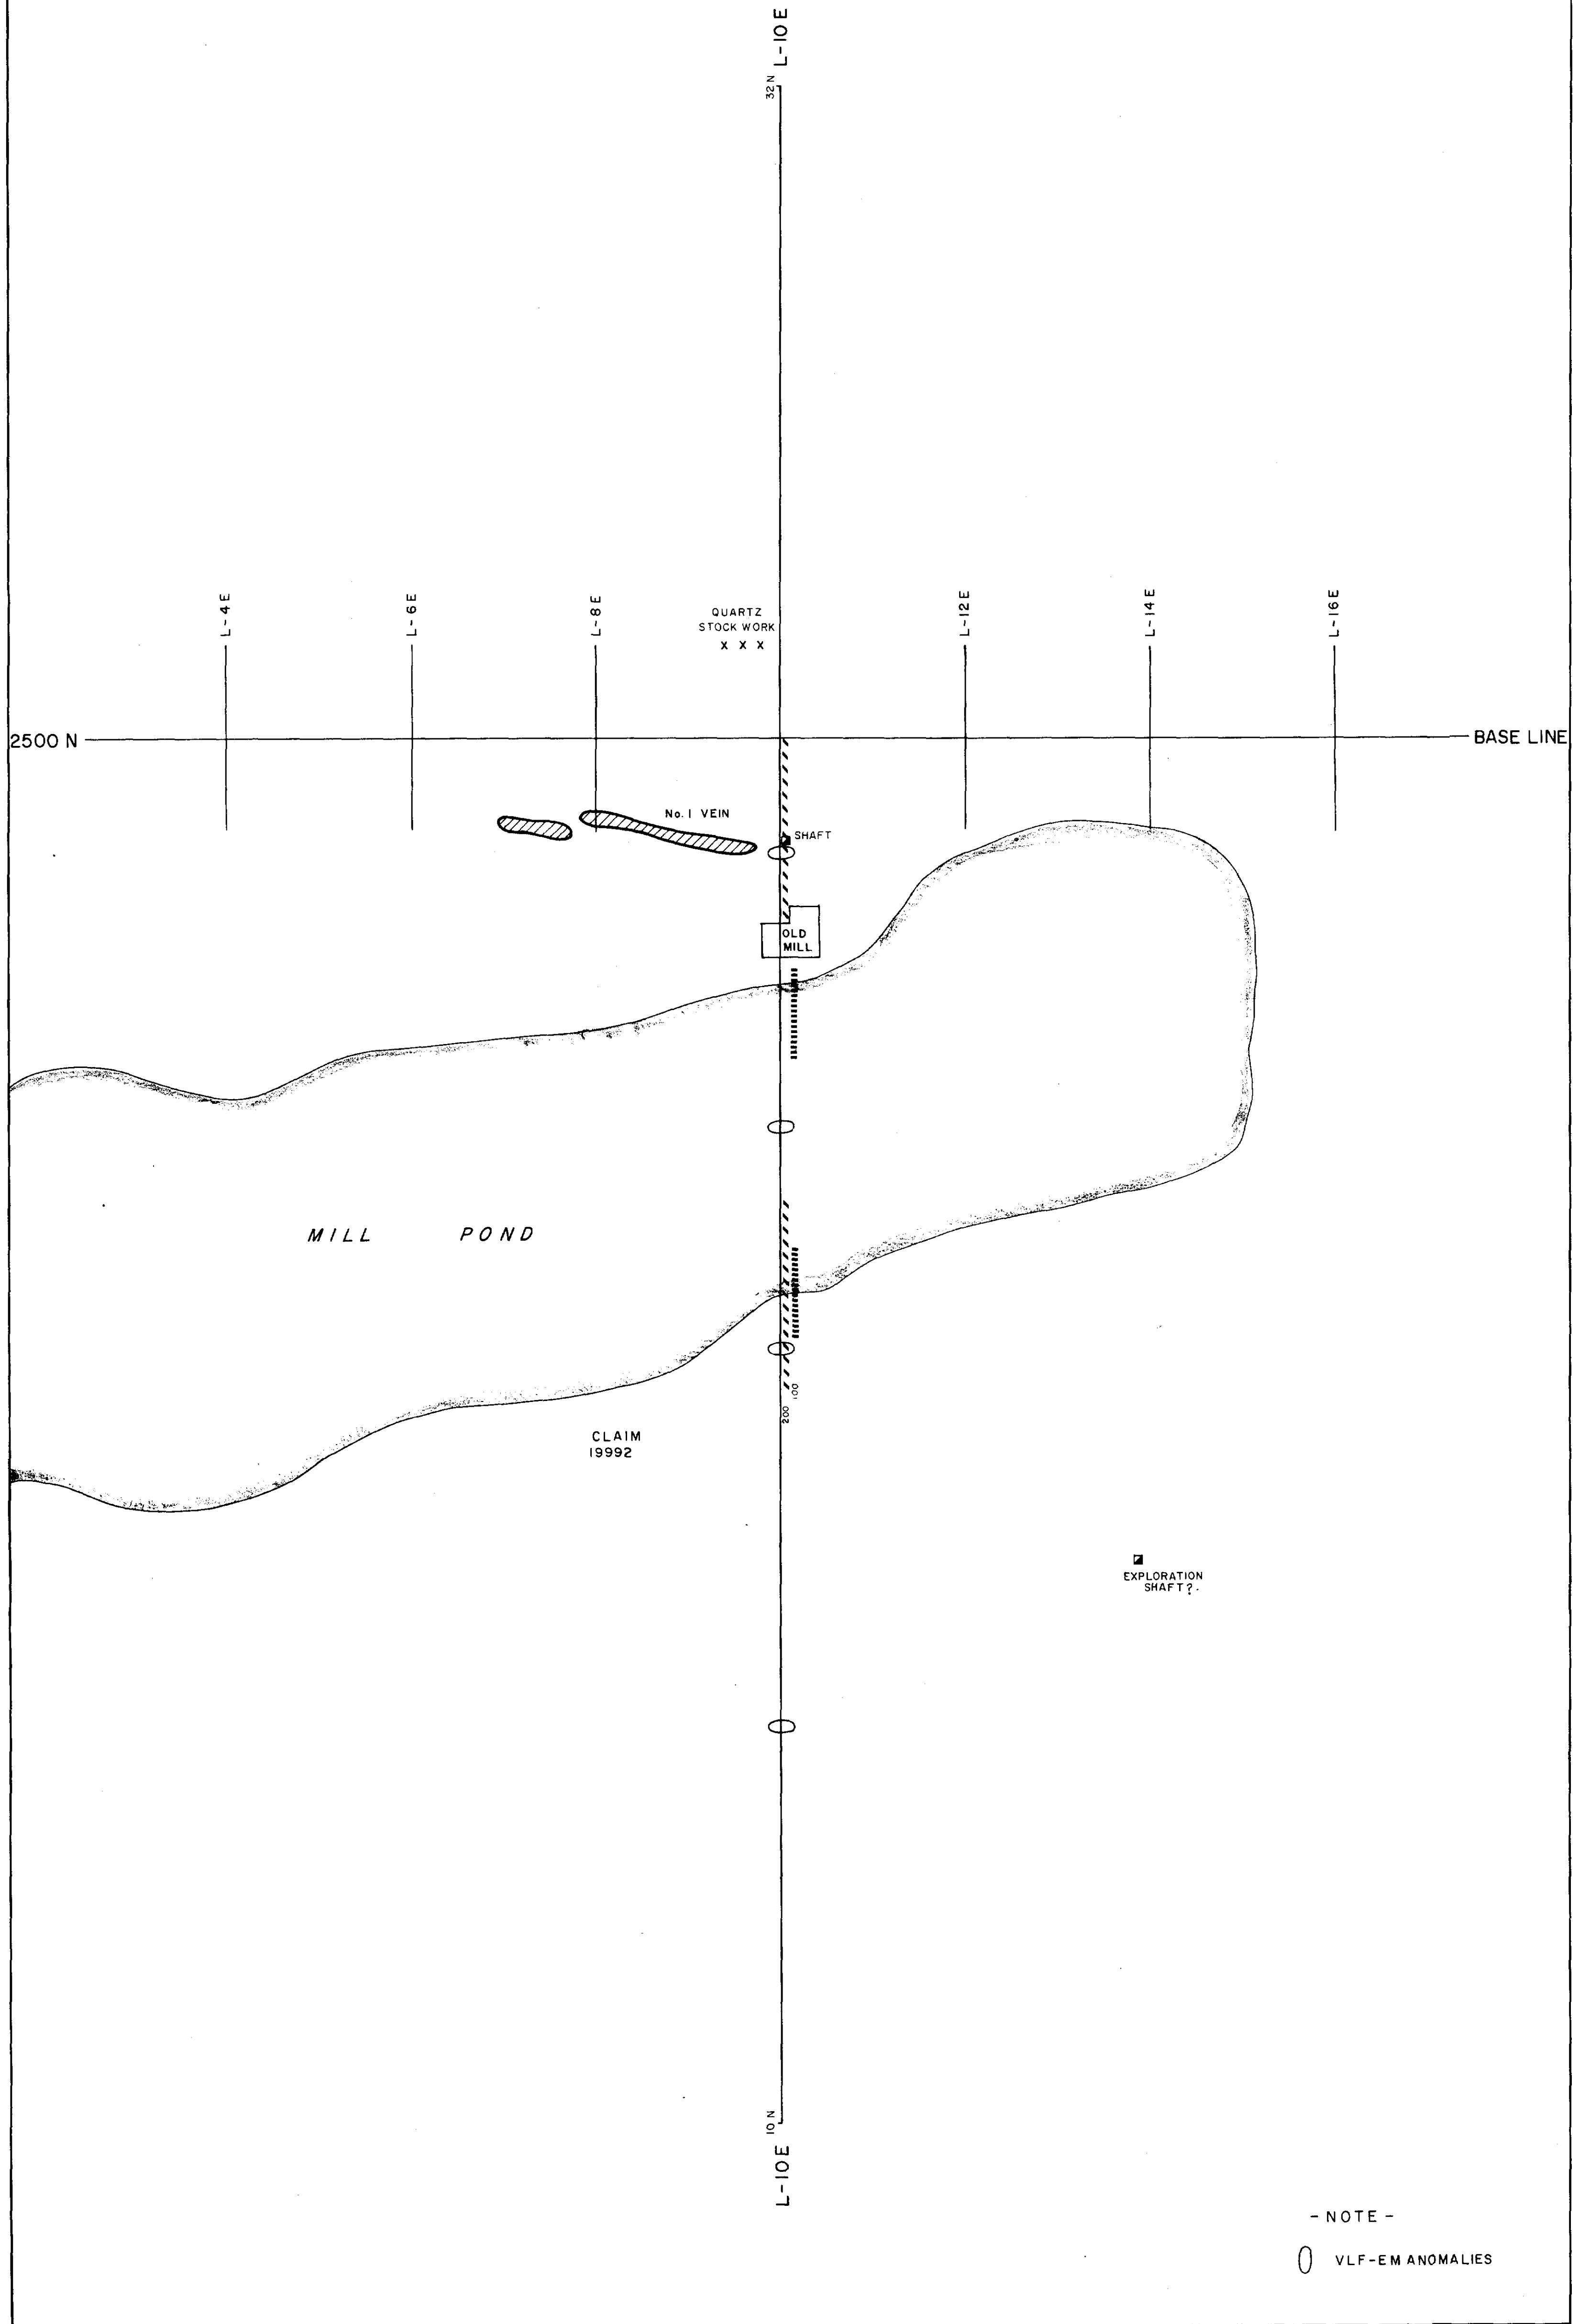 L-10E
32N
L-4E
L-6E
L-8E
QUARTZ
STOCK WORK
X X X
L-12E
L-14E
L-16E
2500 N
BASE LINE
No. 1 VEIN
SHAFT
OLD
MILL
MILL POND
100
200
CLAIM
19992
EXPLORATION
SHAFT?.
10N
L-10E
- NOTE -
VLF-EM ANOMALIES